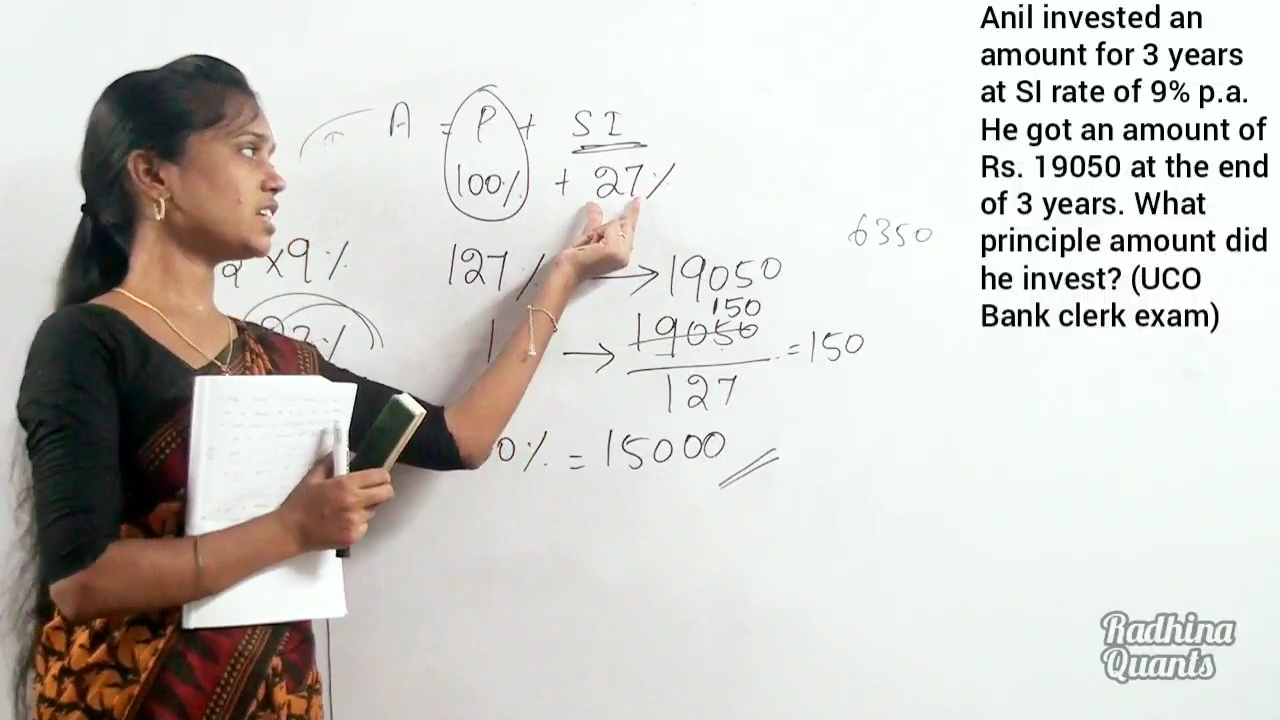 A = P + SI
100% + 27%
×9%
127% → 19050
150
→ 19050 / 127 = 150
0% = 15000
6350
Anil invested an
amount for 3 years
at SI rate of 9% p.a.
He got an amount of
Rs. 19050 at the end
of 3 years. What
principle amount did
he invest? (UCO
Bank clerk exam)
Radhina
Quants